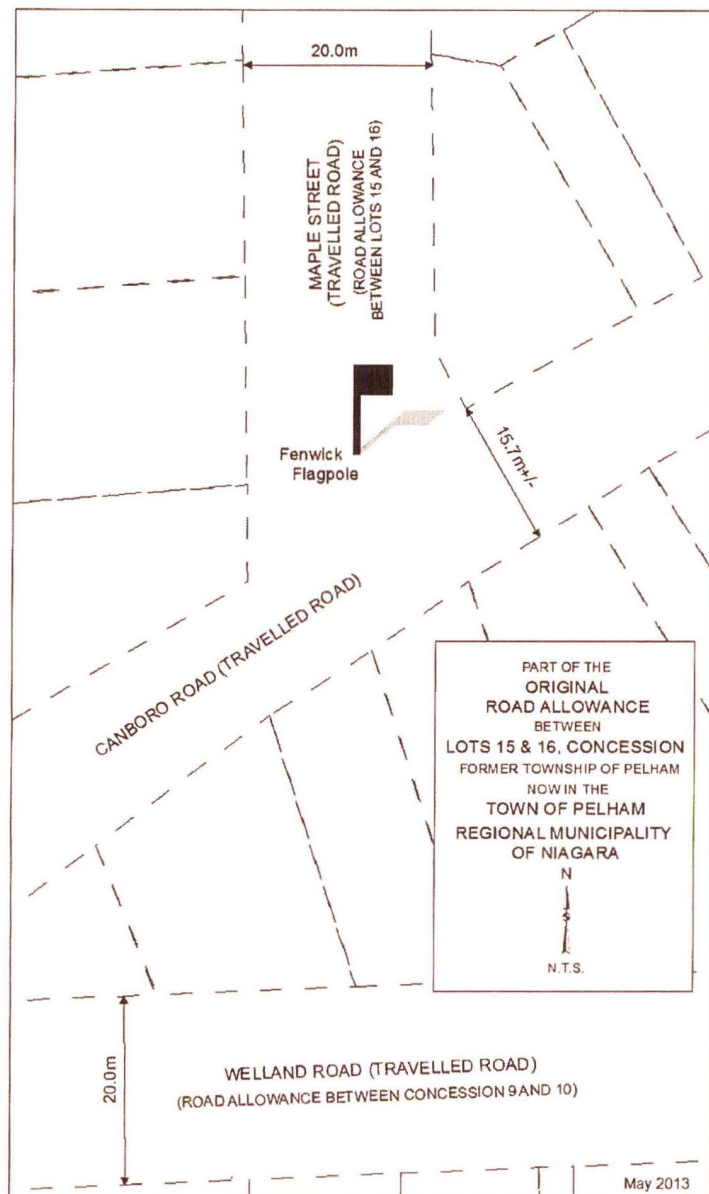 20.0m
MAPLE STREET
(TRAVELLED ROAD)
(ROAD ALLOWANCE
BETWEEN LOTS 15 AND 16)
Fenwick
Flagpole
15.7m+/-
CANBORO ROAD (TRAVELLED ROAD)
PART OF THE
ORIGINAL
ROAD ALLOWANCE
BETWEEN
LOTS 15 & 16, CONCESSION
FORMER TOWNSHIP OF PELHAM
NOW IN THE
TOWN OF PELHAM
REGIONAL MUNICIPALITY
OF NIAGARA
N
S
N.T.S.
20.0m
WELLAND ROAD (TRAVELLED ROAD)
(ROAD ALLOWANCE BETWEEN CONCESSION 9 AND 10)
May 2013